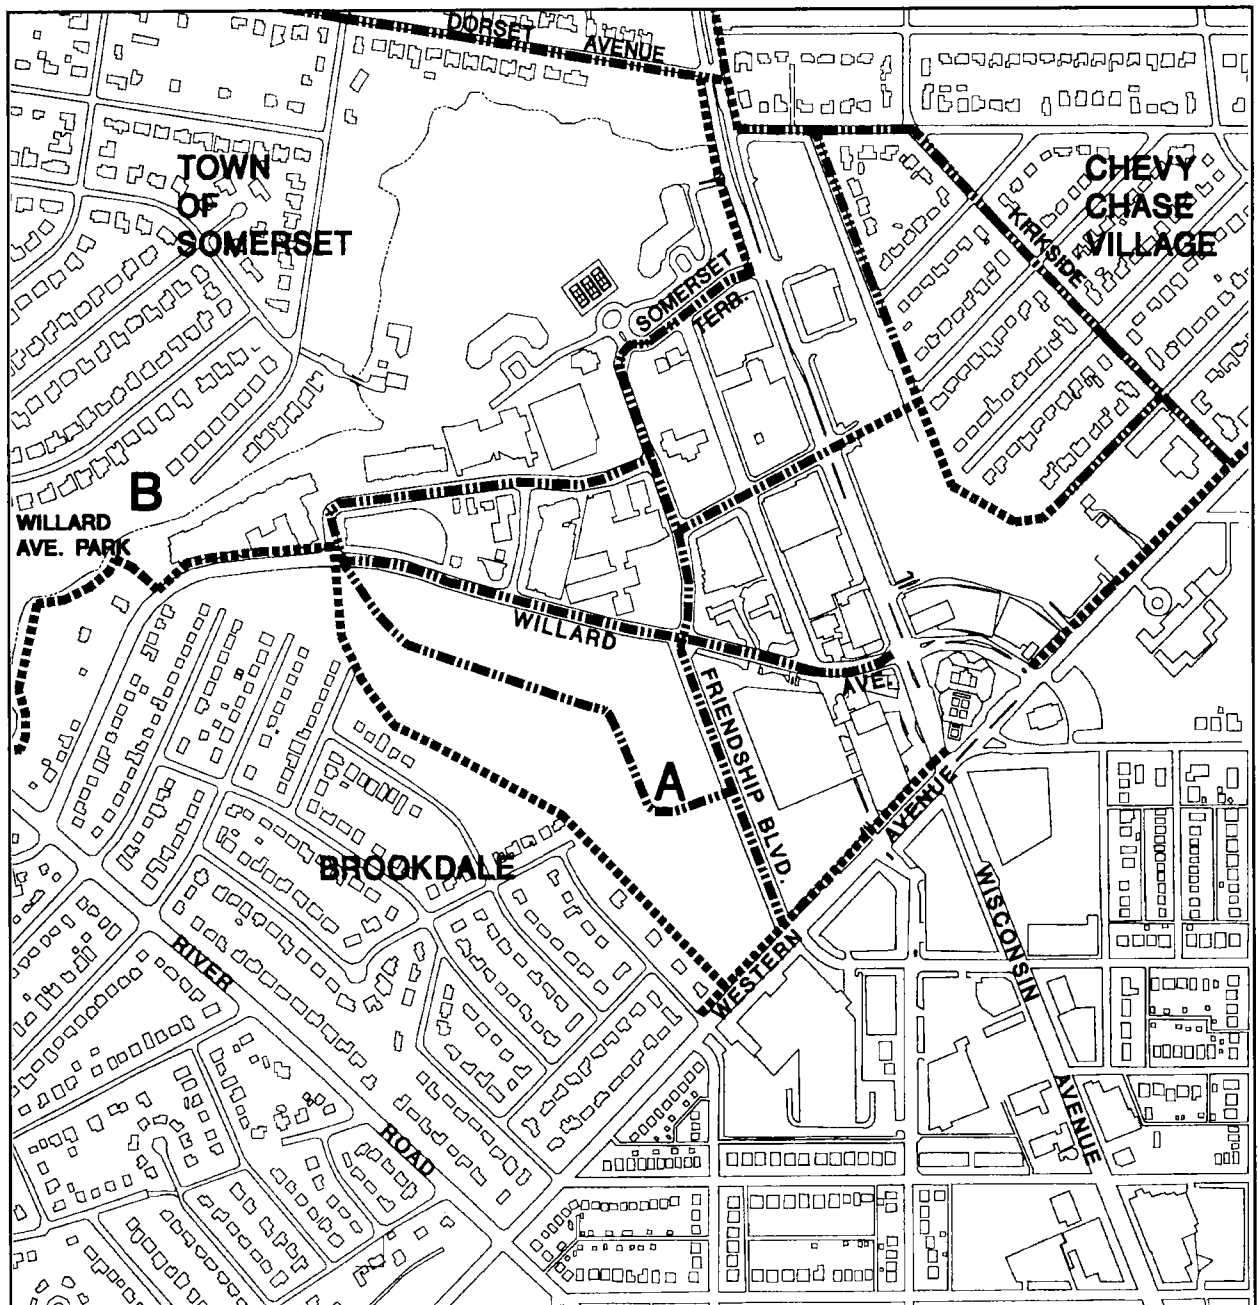 DORSET AVENUE
TOWN
OF
SOMERSET
CHEVY
CHASE
VILLAGE
KIRKSIDE
SOMERSET
TERR.
B
WILLARD
AVE. PARK
WILLARD AVE.
FRIENDSHIP BLVD.
A
BROOKDALE
WESTERN AVENUE
WISCONSIN AVENUE
RIVER ROAD